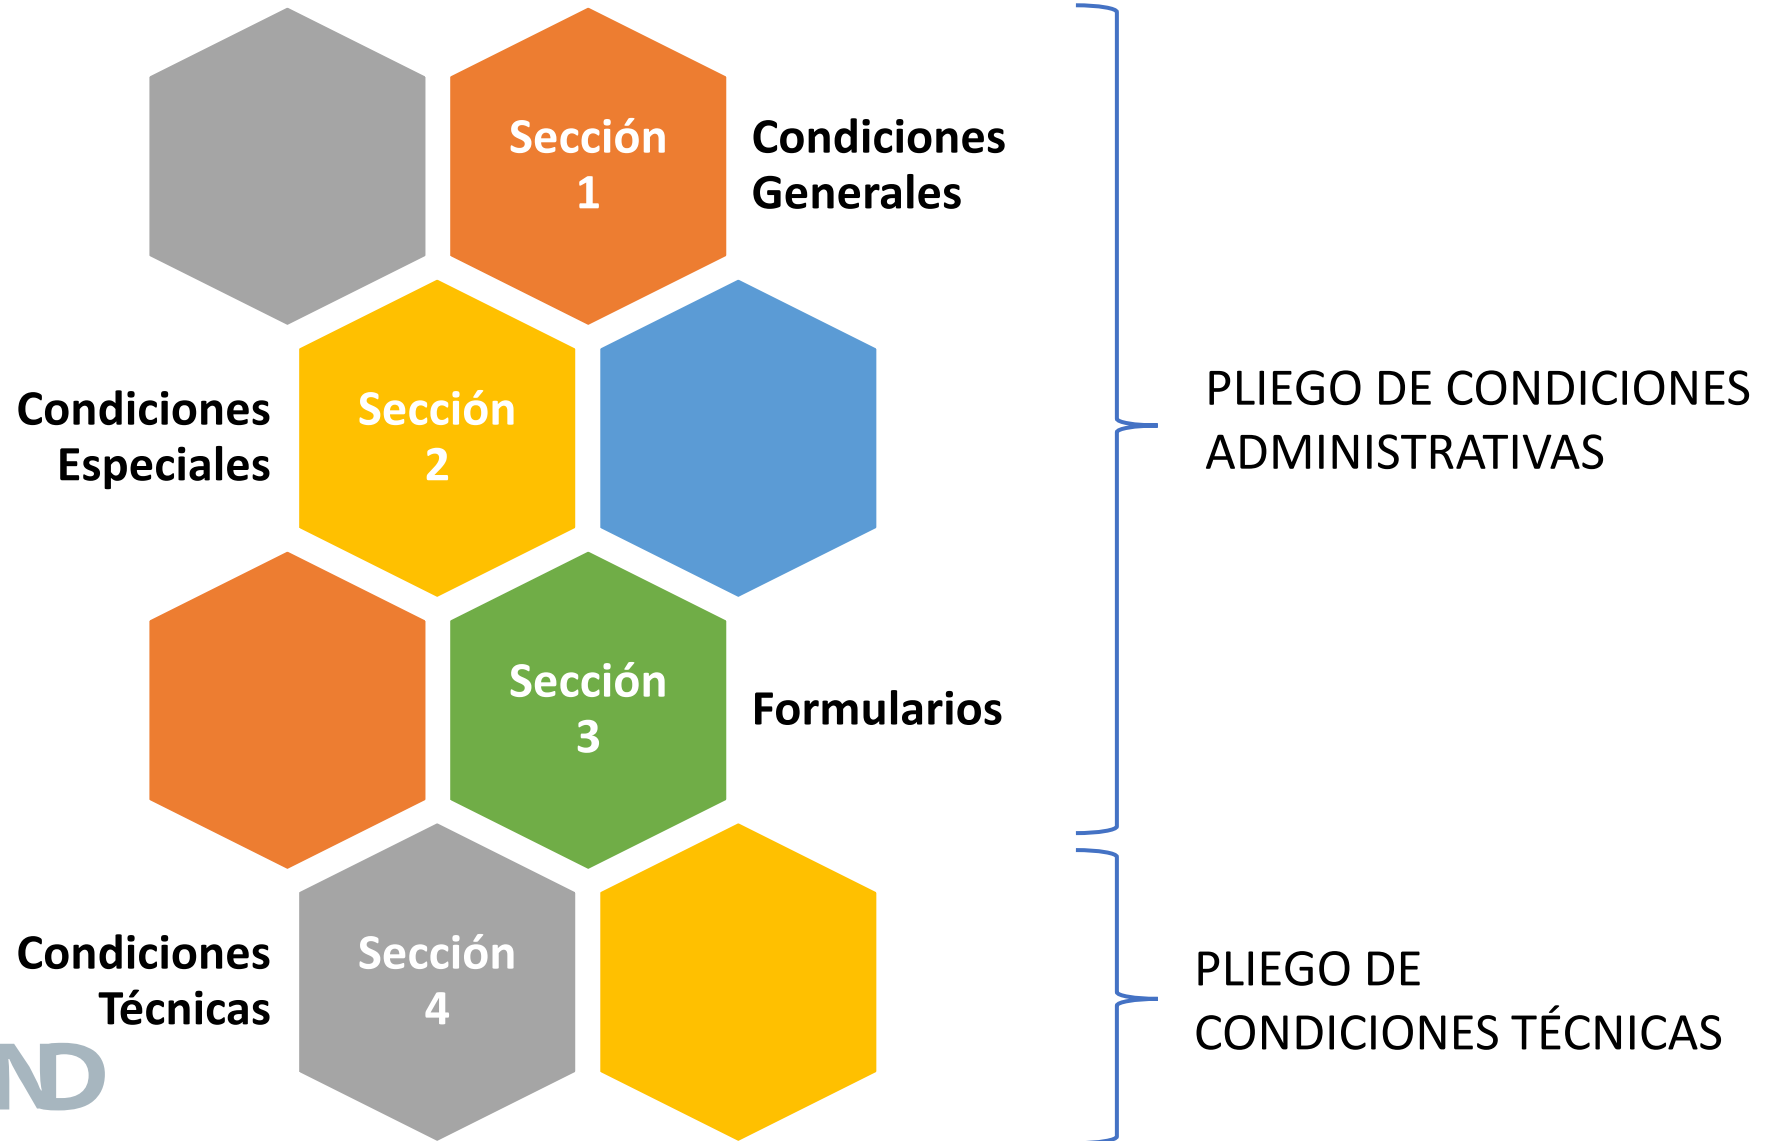 Sección
1
Condiciones
Generales
Condiciones
Especiales
Sección
2
PLIEGO DE CONDICIONES
ADMINISTRATIVAS
Sección
3
Formularios
Condiciones
Técnicas
Sección
4
PLIEGO DE
CONDICIONES TÉCNICAS
ND